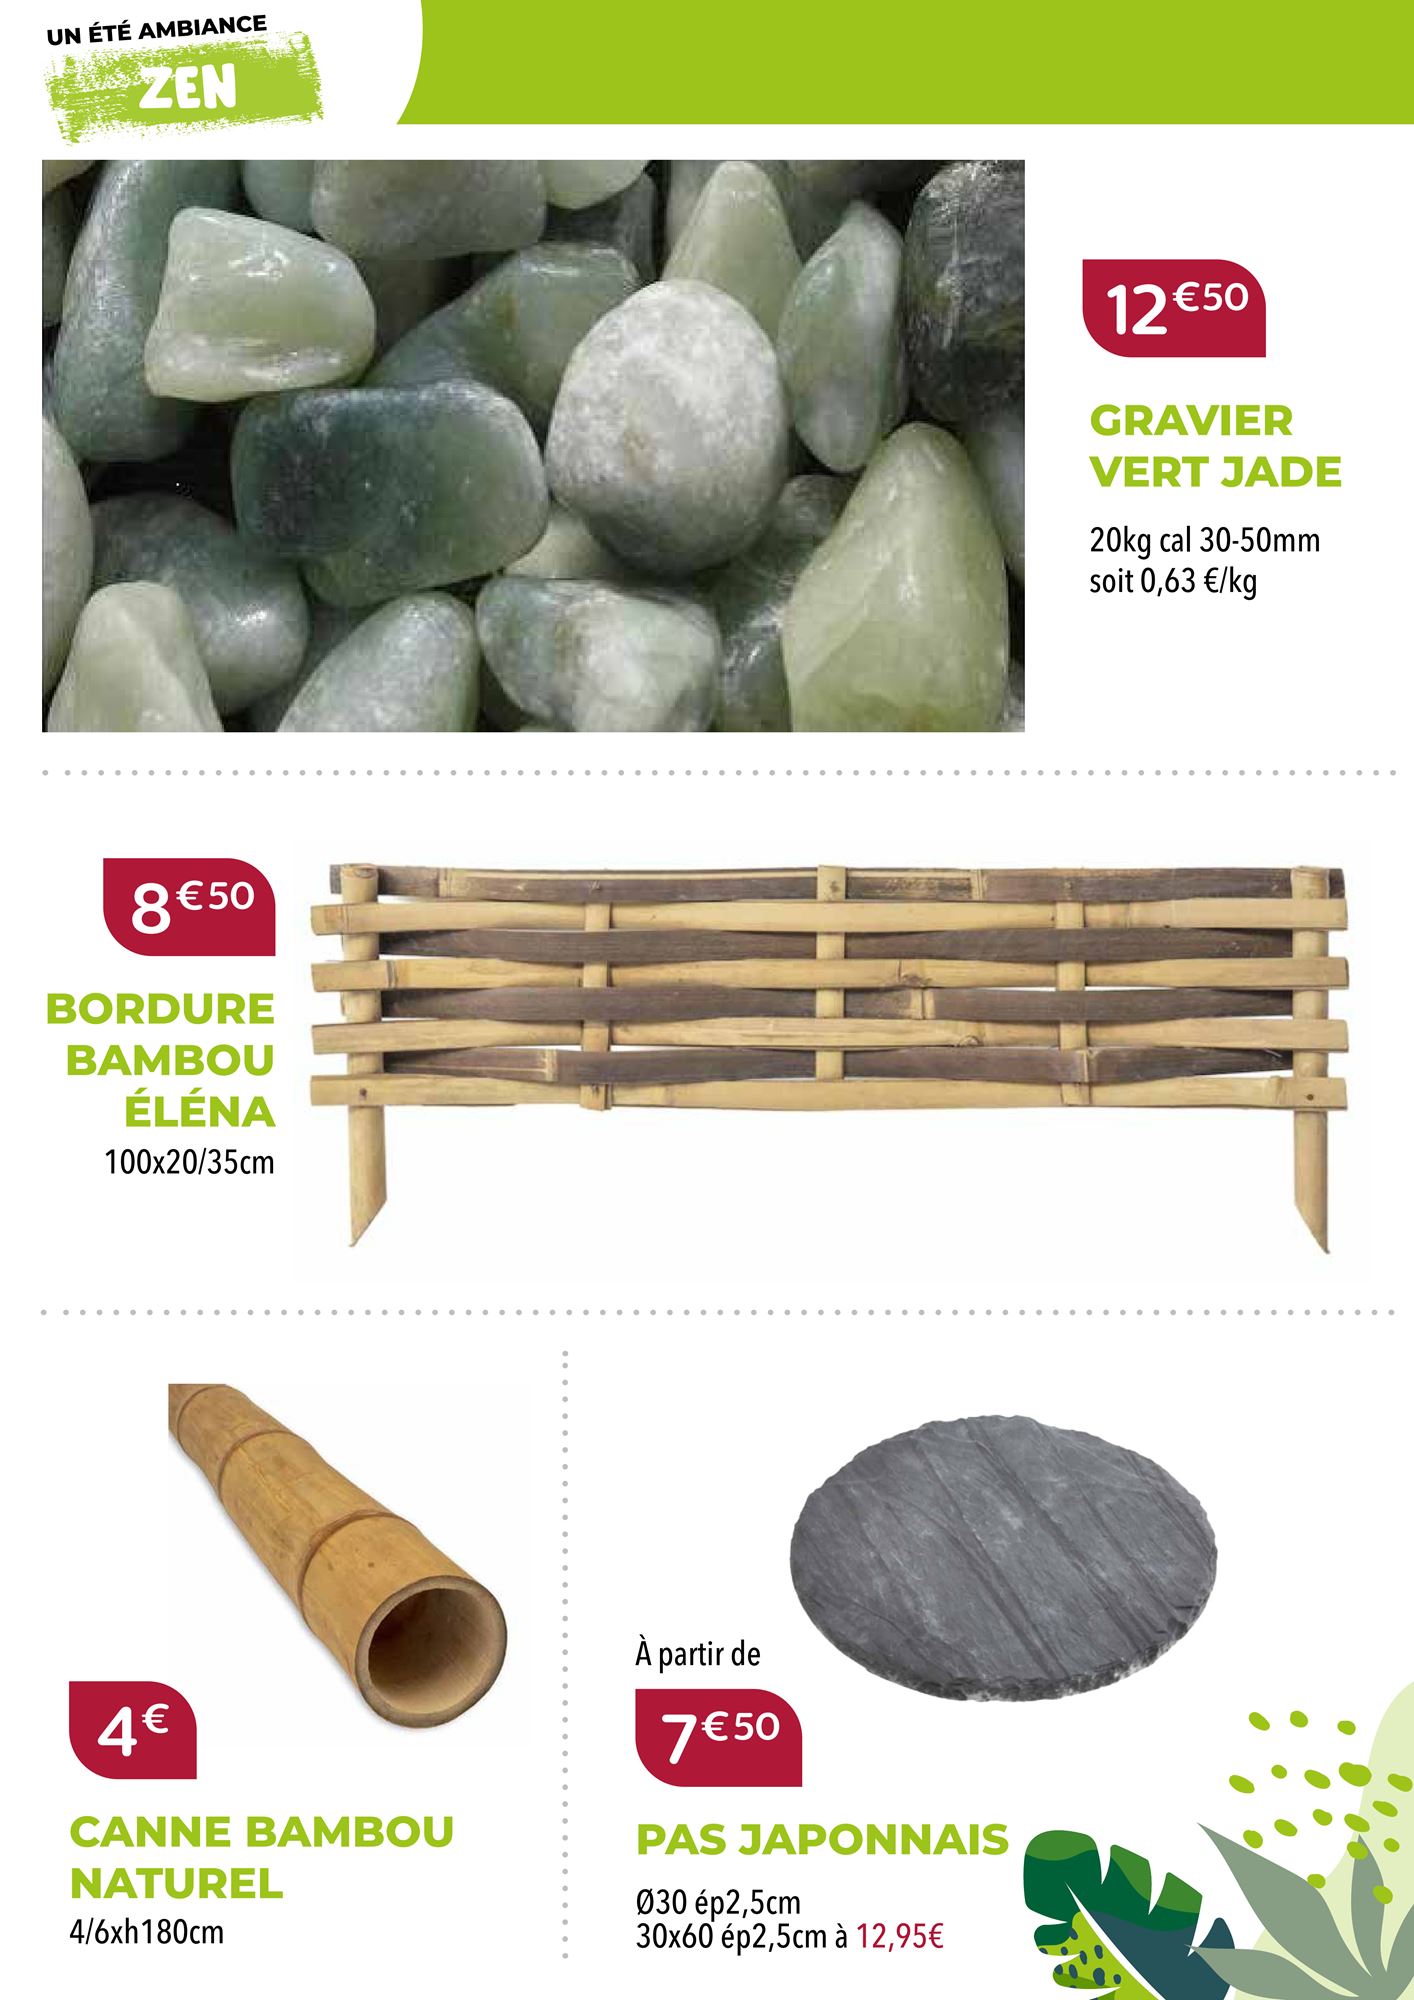 UN ÉTÉ AMBIANCE
ZEN
12€50
GRAVIER
VERT JADE
20kg cal 30-50mm
soit 0,63 €/kg
8€50
BORDURE
BAMBOU
ÉLÉNA
100x20/35cm
4€
CANNE BAMBOU
NATUREL
4/6xh180cm
À partir de
7€50
PAS JAPONNAIS
Ø30 ép2,5cm
30x60 ép2,5cm à 12,95€